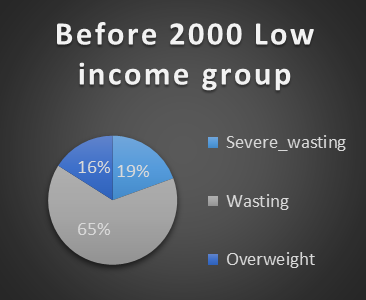 Before 2000 Low
income group
16%
19%
65%
Severe_wasting
Wasting
Overweight